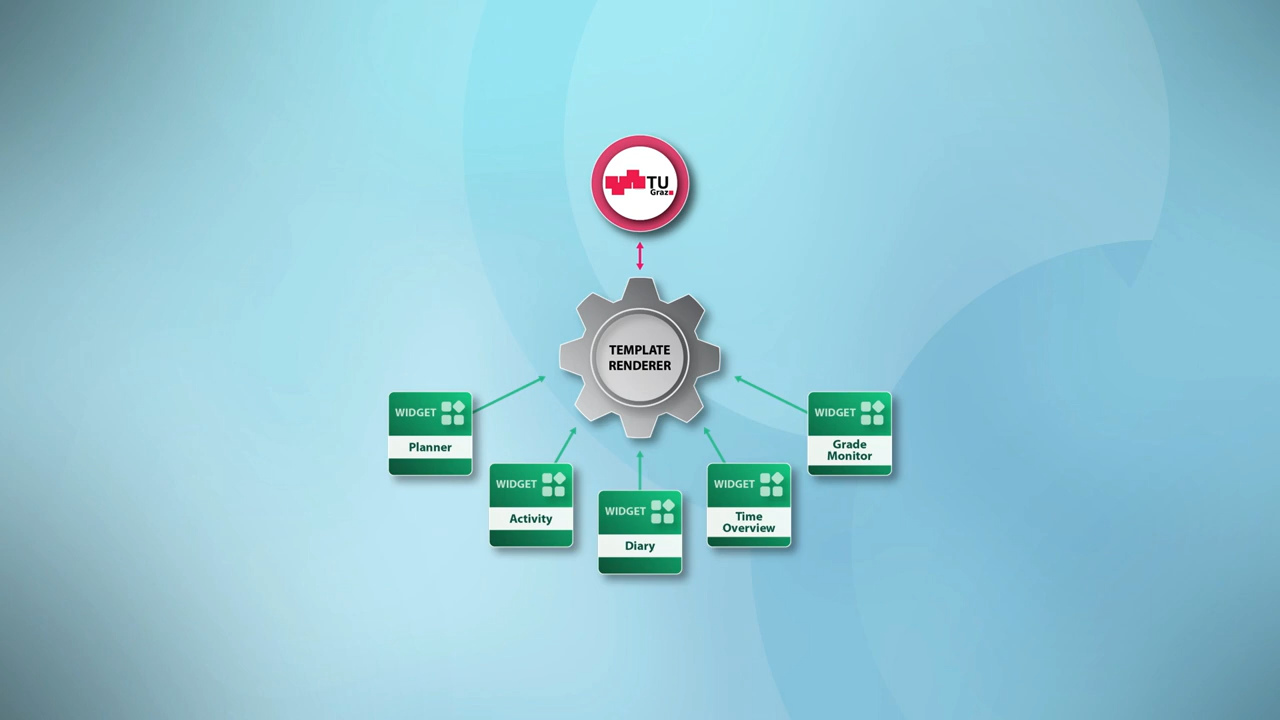 TU
Graz
TEMPLATE
RENDERER
WIDGET
Planner
WIDGET
Activity
WIDGET
Diary
WIDGET
Time
Overview
WIDGET
Grade
Monitor